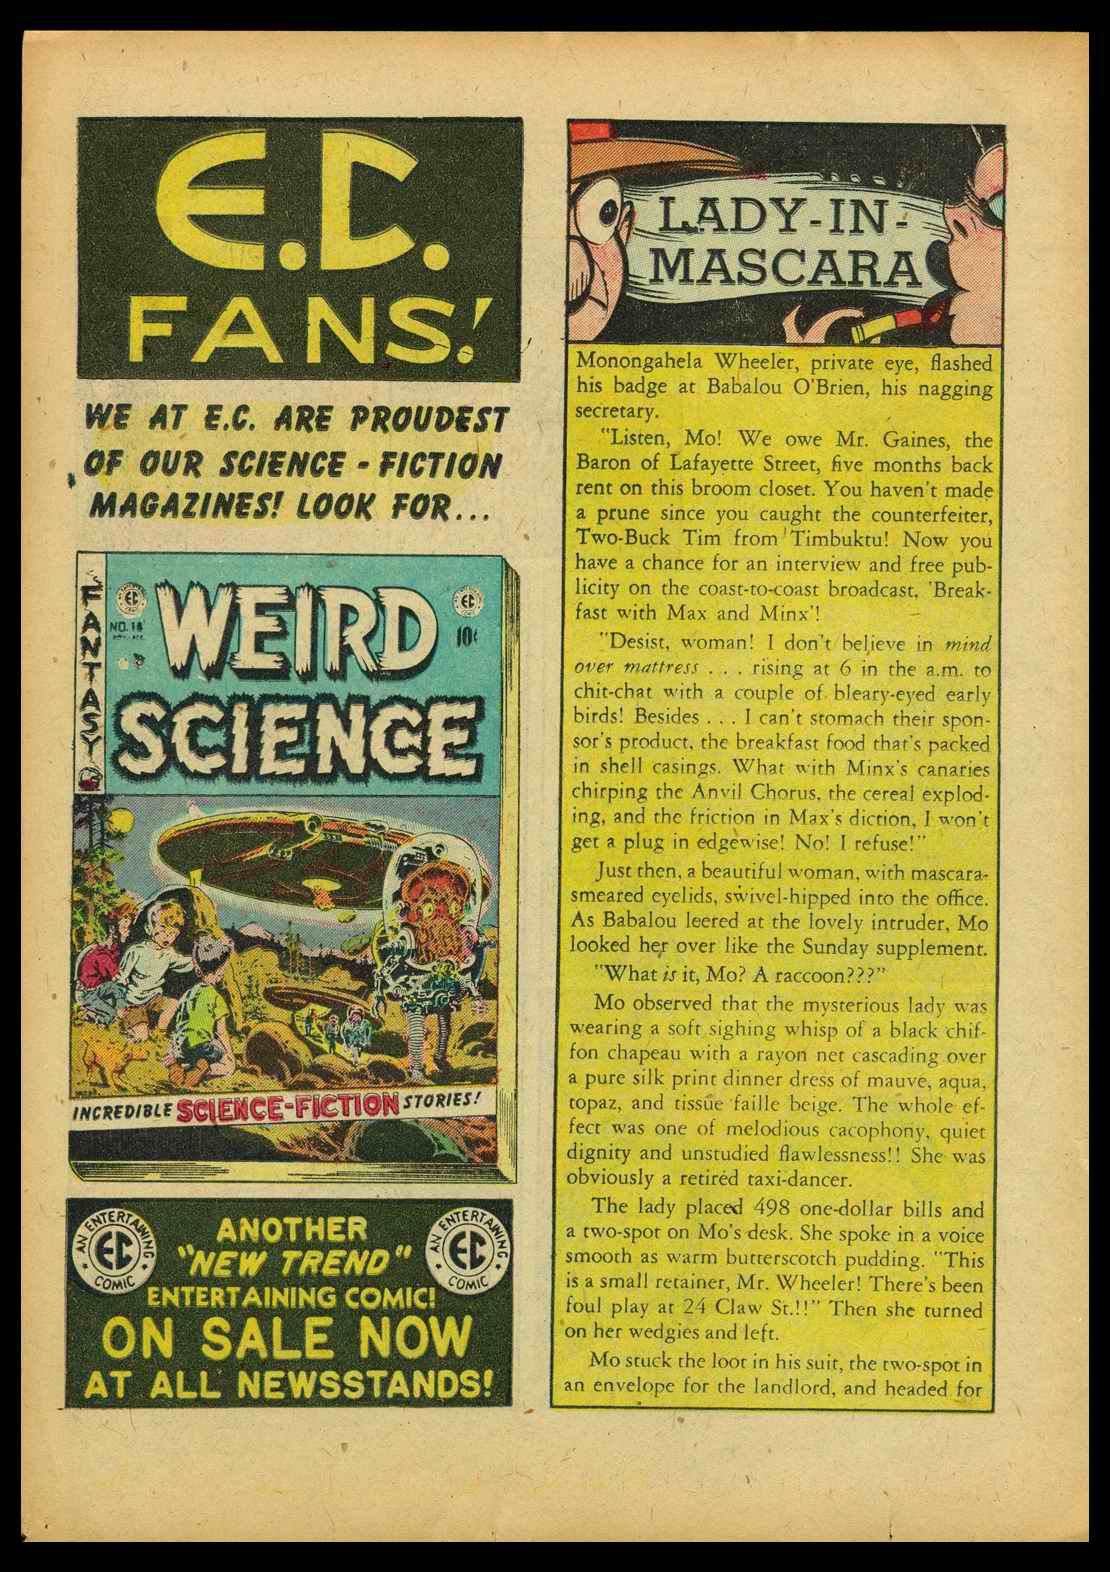 E.C.
FANS!
WE AT E.C. ARE PROUDEST
OF OUR SCIENCE-FICTION
MAGAZINES! LOOK FOR...
FANTASY
EC
NO. 18
WEIRD
EC
10¢
SCIENCE
INCREDIBLE SCIENCE-FICTION STORIES!
AN ENTERTAINING
EC
COMIC
ANOTHER
"NEW TREND"
ENTERTAINING COMIC!
ON SALE NOW
AT ALL NEWSSTANDS!
AN ENTERTAINING
EC
COMIC
LADY-IN-
MASCARA
Monongahela Wheeler, private eye, flashed
his badge at Babalou O'Brien, his nagging
secretary.
"Listen, Mo! We owe Mr. Gaines, the
Baron of Lafayette Street, five months back
rent on this broom closet. You haven't made
a prune since you caught the counterfeiter,
Two-Buck Tim from Timbuktu! Now you
have a chance for an interview and free pub-
licity on the coast-to-coast broadcast, 'Break-
fast with Max and Minx'!
"Desist, woman! I don't believe in mind
over mattress . . . rising at 6 in the a.m. to
chit-chat with a couple of bleary-eyed early
birds! Besides . . . I can't stomach their spon-
sor's product, the breakfast food that's packed
in shell casings. What with Minx's canaries
chirping the Anvil Chorus, the cereal explod-
ing, and the friction in Max's diction, I won't
get a plug in edgewise! No! I refuse!"
Just then, a beautiful woman, with mascara-
smeared eyelids, swivel-hipped into the office.
As Babalou leered at the lovely intruder, Mo
looked her over like the Sunday supplement.
"What is it, Mo? A raccoon???"
Mo observed that the mysterious lady was
wearing a soft sighing whisp of a black chif-
fon chapeau with a rayon net cascading over
a pure silk print dinner dress of mauve, aqua,
topaz, and tissue faille beige. The whole ef-
fect was one of melodious cacophony, quiet
dignity and unstudied flawlessness!! She was
obviously a retired taxi-dancer.
The lady placed 498 one-dollar bills and
a two-spot on Mo's desk. She spoke in a voice
smooth as warm butterscotch pudding. "This
is a small retainer, Mr. Wheeler! There's been
foul play at 24 Claw St.!!" Then she turned
on her wedgies and left.
Mo stuck the loot in his suit, the two-spot in
an envelope for the landlord, and headed for